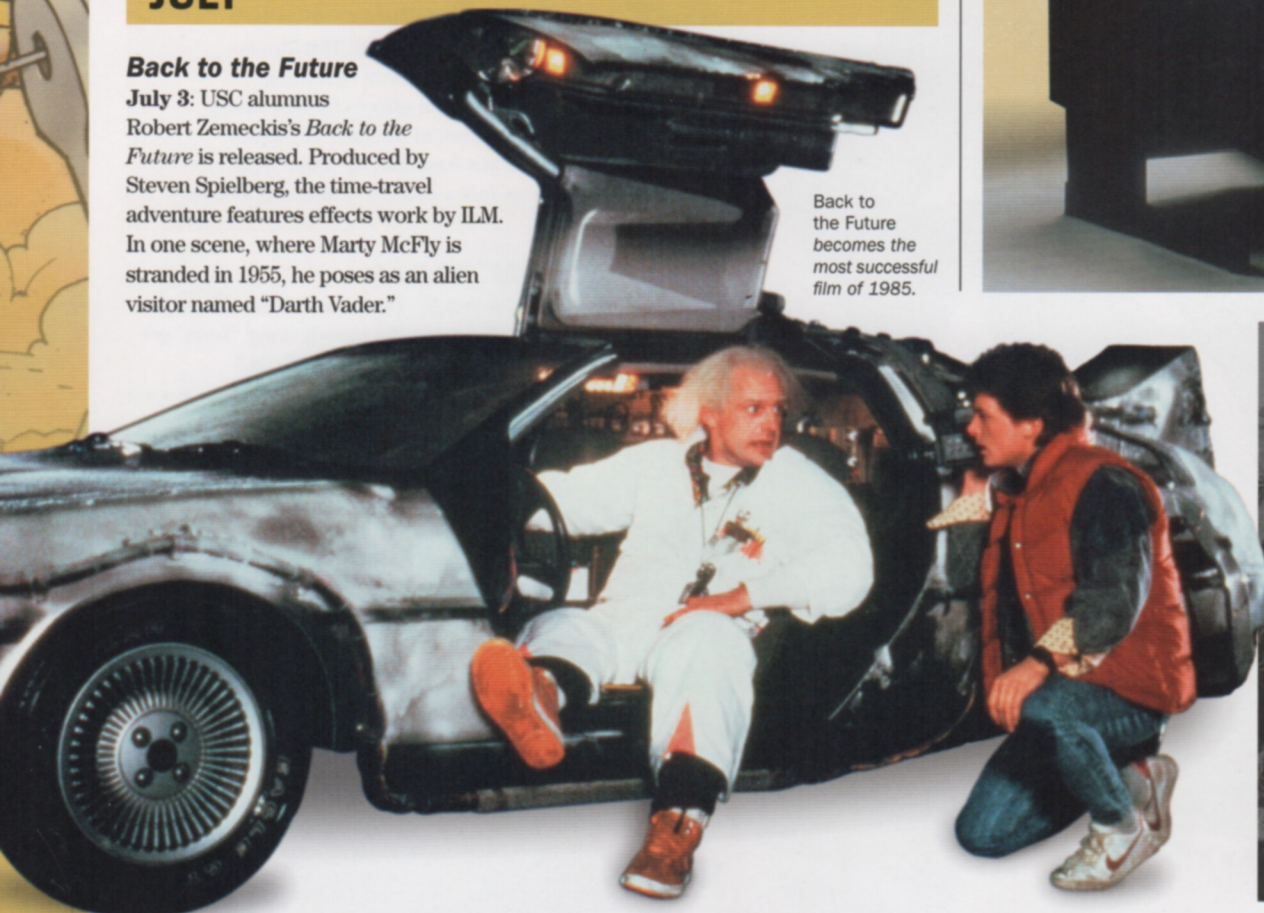 JULY
Back to the Future
July 3: USC alumnus
Robert Zemeckis's Back to the
Future is released. Produced by
Steven Spielberg, the time-travel
adventure features effects work by ILM.
In one scene, where Marty McFly is
stranded in 1955, he poses as an alien
visitor named “Darth Vader.”
Back to
the Future
becomes the
most successful
film of 1985.
EAGLE GT